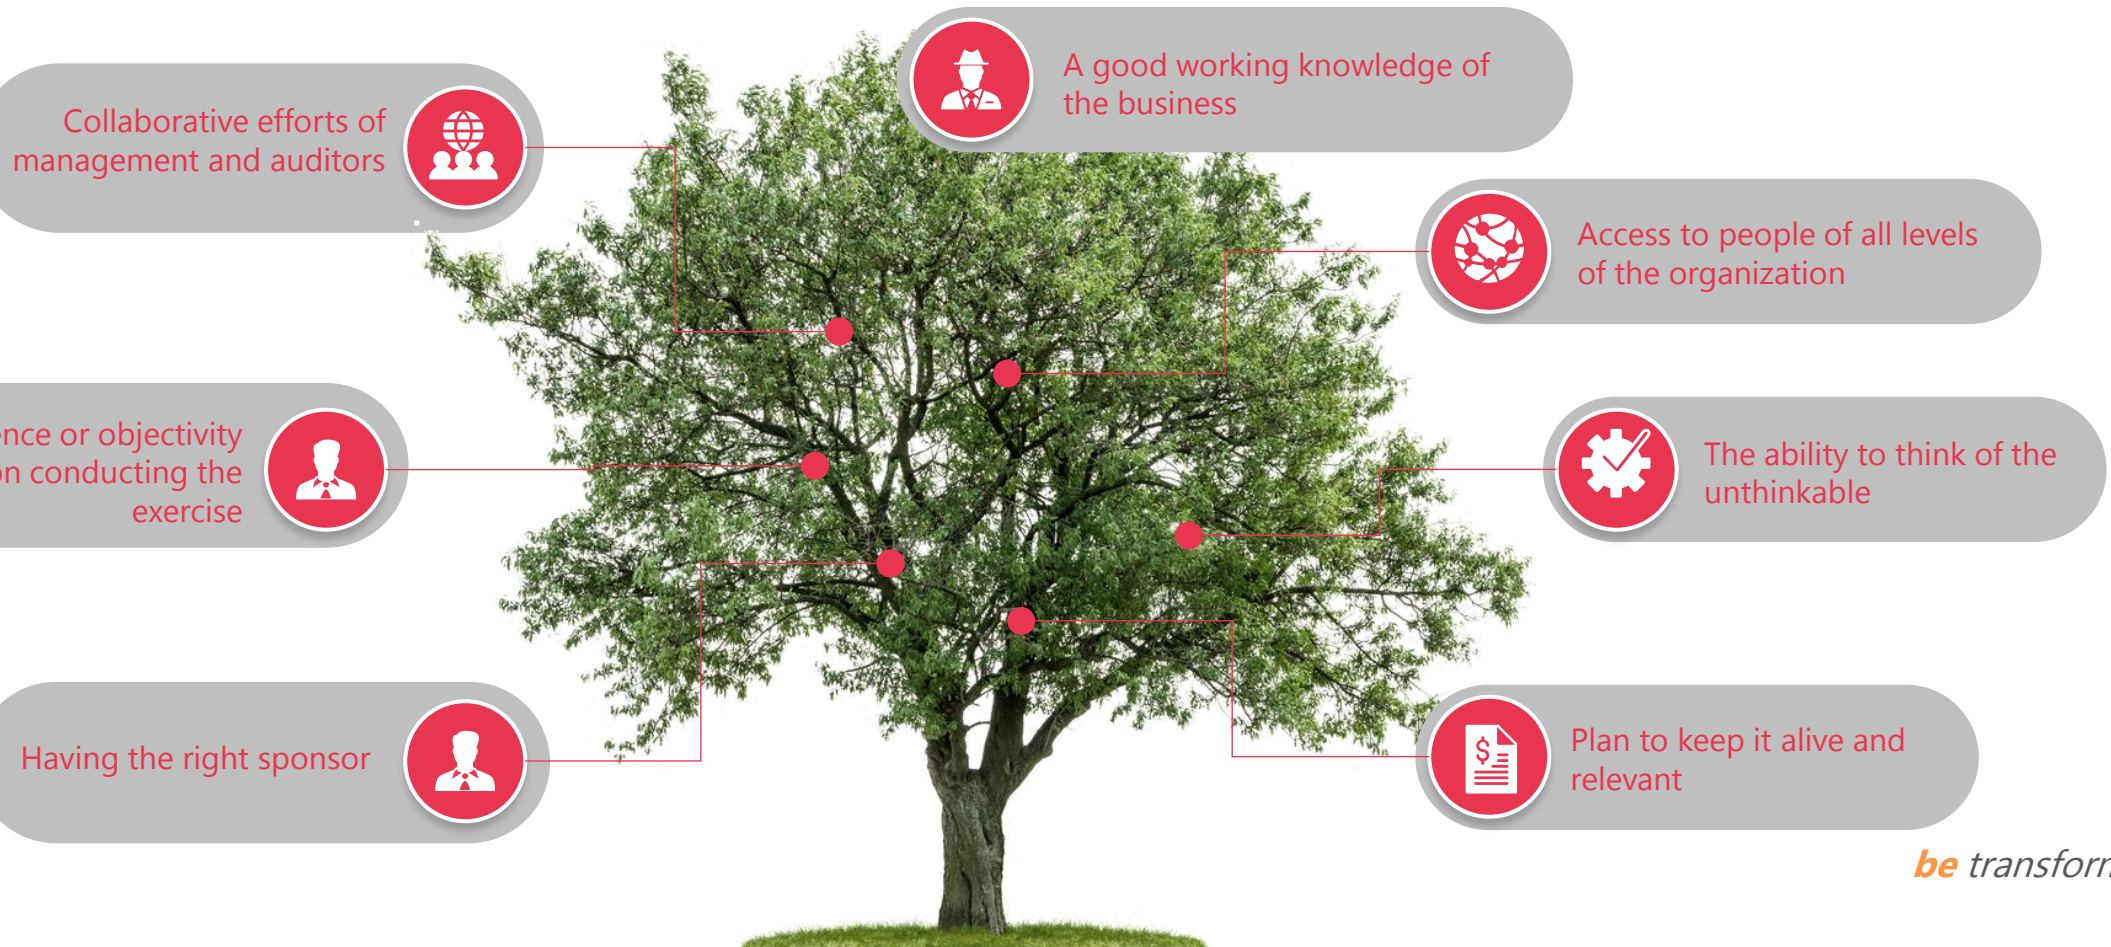 Collaborative efforts of
management and auditors
A good working knowledge of
the business
Access to people of all levels
of the organization
or objectivity
conducting the
exercise
The ability to think of the
unthinkable
Having the right sponsor
Plan to keep it alive and
relevant
be